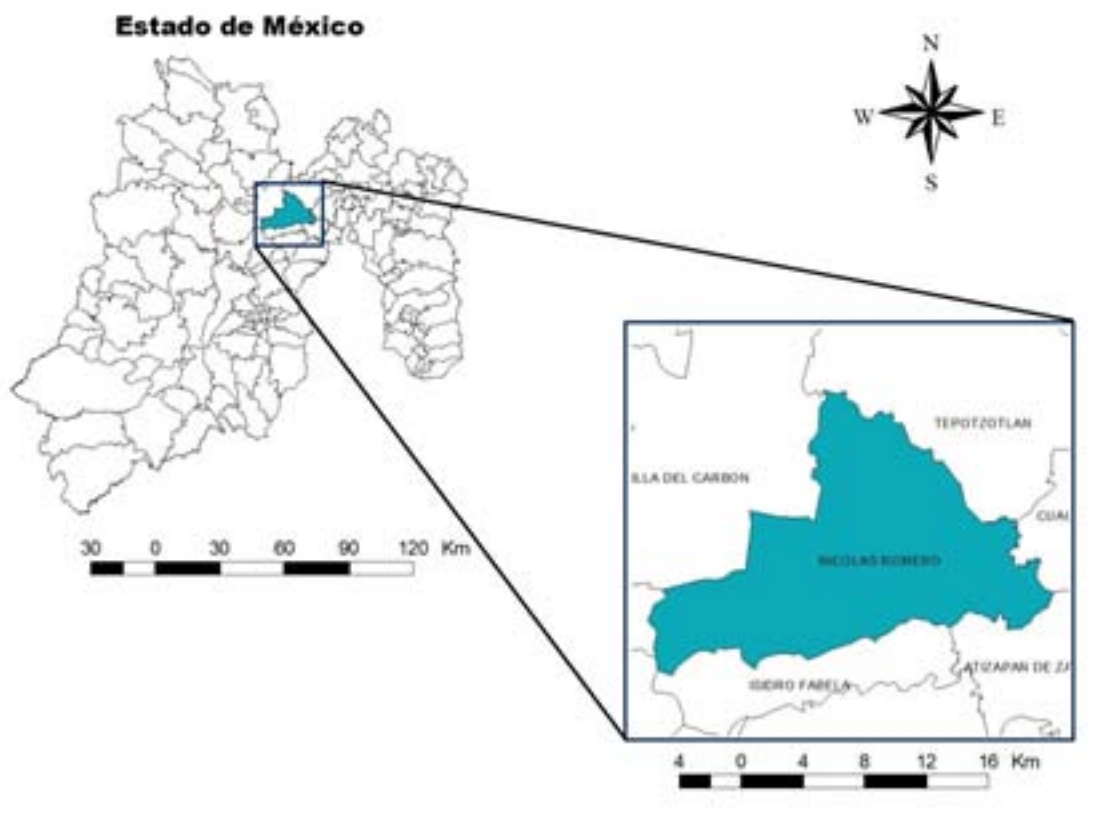 Estado de México
N
W E
S
TEPOTZOTLAN
ILLA DEL CARBON
CUAU
NICOLAS ROMERO
ATIZAPAN DE ZA
ISIDRO FABELA
30 0 30 60 90 120 Km
4 0 4 8 12 16 Km